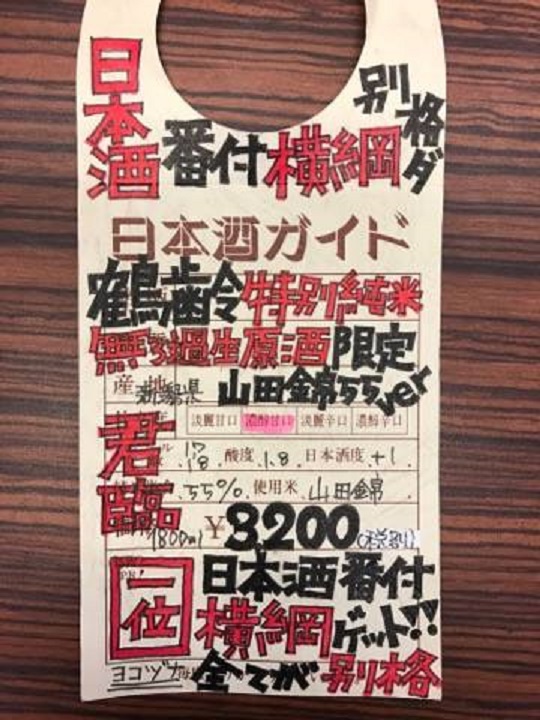 日本酒
番付横綱
別格ダ
日本酒ガイド
鶴齢特別純米
無ろ過生原酒限定
産地 新潟県 山田錦55ver
君臨
淡麗甘口 濃醇甘口 淡麗辛口 濃醇辛口
17 18. 酸度 1.8 日本酒度 +1.
55%. 使用米 山田錦
1800ml ¥3200(税別)
一位
日本酒番付
横綱ゲット!!
ヨコヅナ 全てが別格